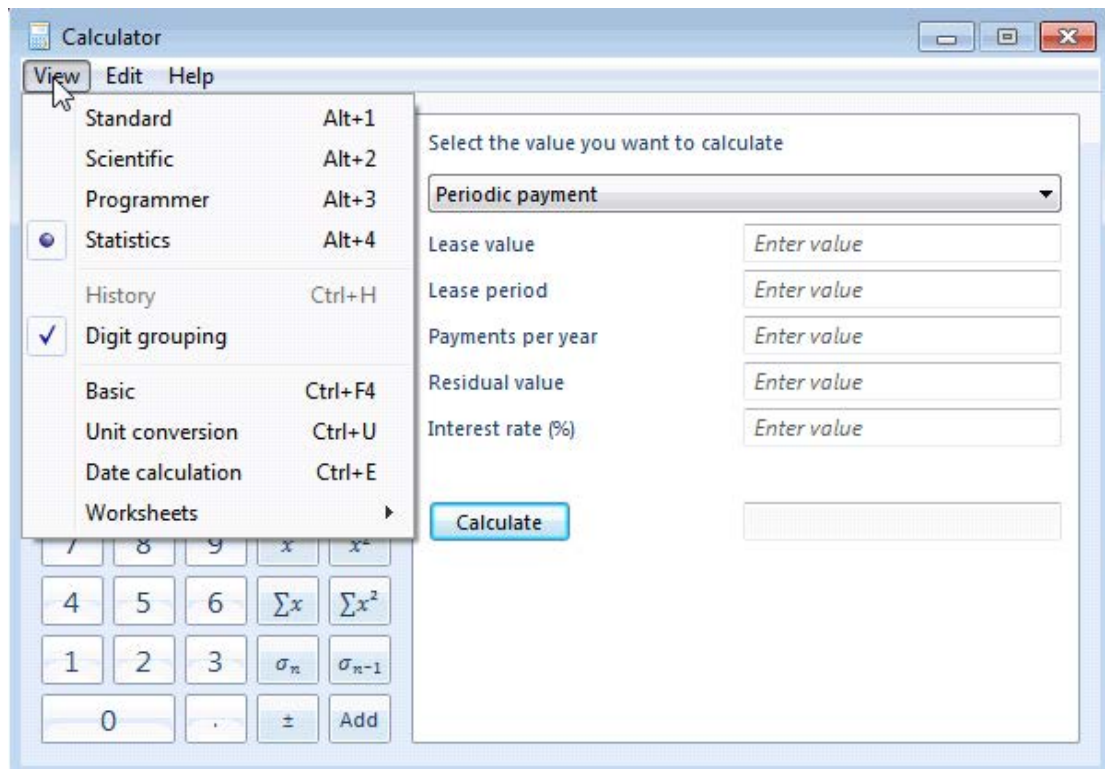 Calculator
View Edit Help
Standard Alt+1
Scientific Alt+2
Programmer Alt+3
Statistics Alt+4
History Ctrl+H
Digit grouping
Basic Ctrl+F4
Unit conversion Ctrl+U
Date calculation Ctrl+E
Worksheets
Select the value you want to calculate
Periodic payment
Lease value Enter value
Lease period Enter value
Payments per year Enter value
Residual value Enter value
Interest rate (%) Enter value
Calculate
7 8 9
4 5 6 ∑x ∑x²
1 2 3 σₙ σₙ₋₁
0 . ± Add